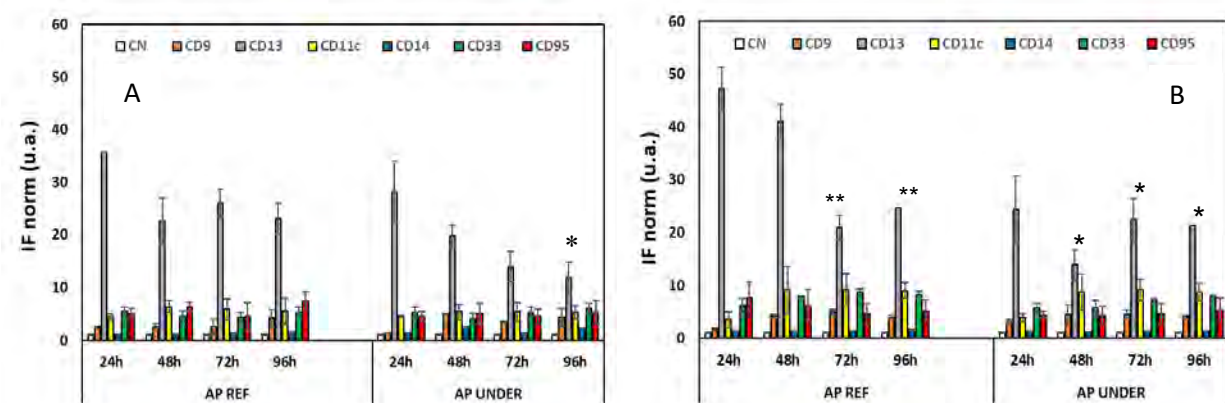 60
50
40
30
20
10
0
IF norm (u.a.)
CN CD9 CD13 CD11c CD14 CD33 CD95
A
*
24h 48h 72h 96h 24h 48h 72h 96h
AP REF AP UNDER
60
50
40
30
20
10
0
IF norm (u.a.)
CN CD9 CD13 CD11c CD14 CD33 CD95
B
** ** * * *
24h 48h 72h 96h 24h 48h 72h 96h
AP REF AP UNDER